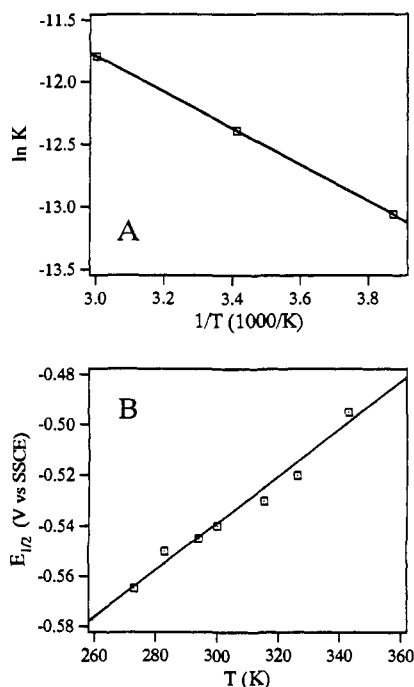 -11.5
-12.0
-12.5
-13.0
-13.5
ln K
A
3.0 3.2 3.4 3.6 3.8
1/T (1000/K)
-0.48
-0.50
-0.52
-0.54
-0.56
-0.58
E1/2 (V vs SSCE)
B
260 280 300 320 340 360
T (K)